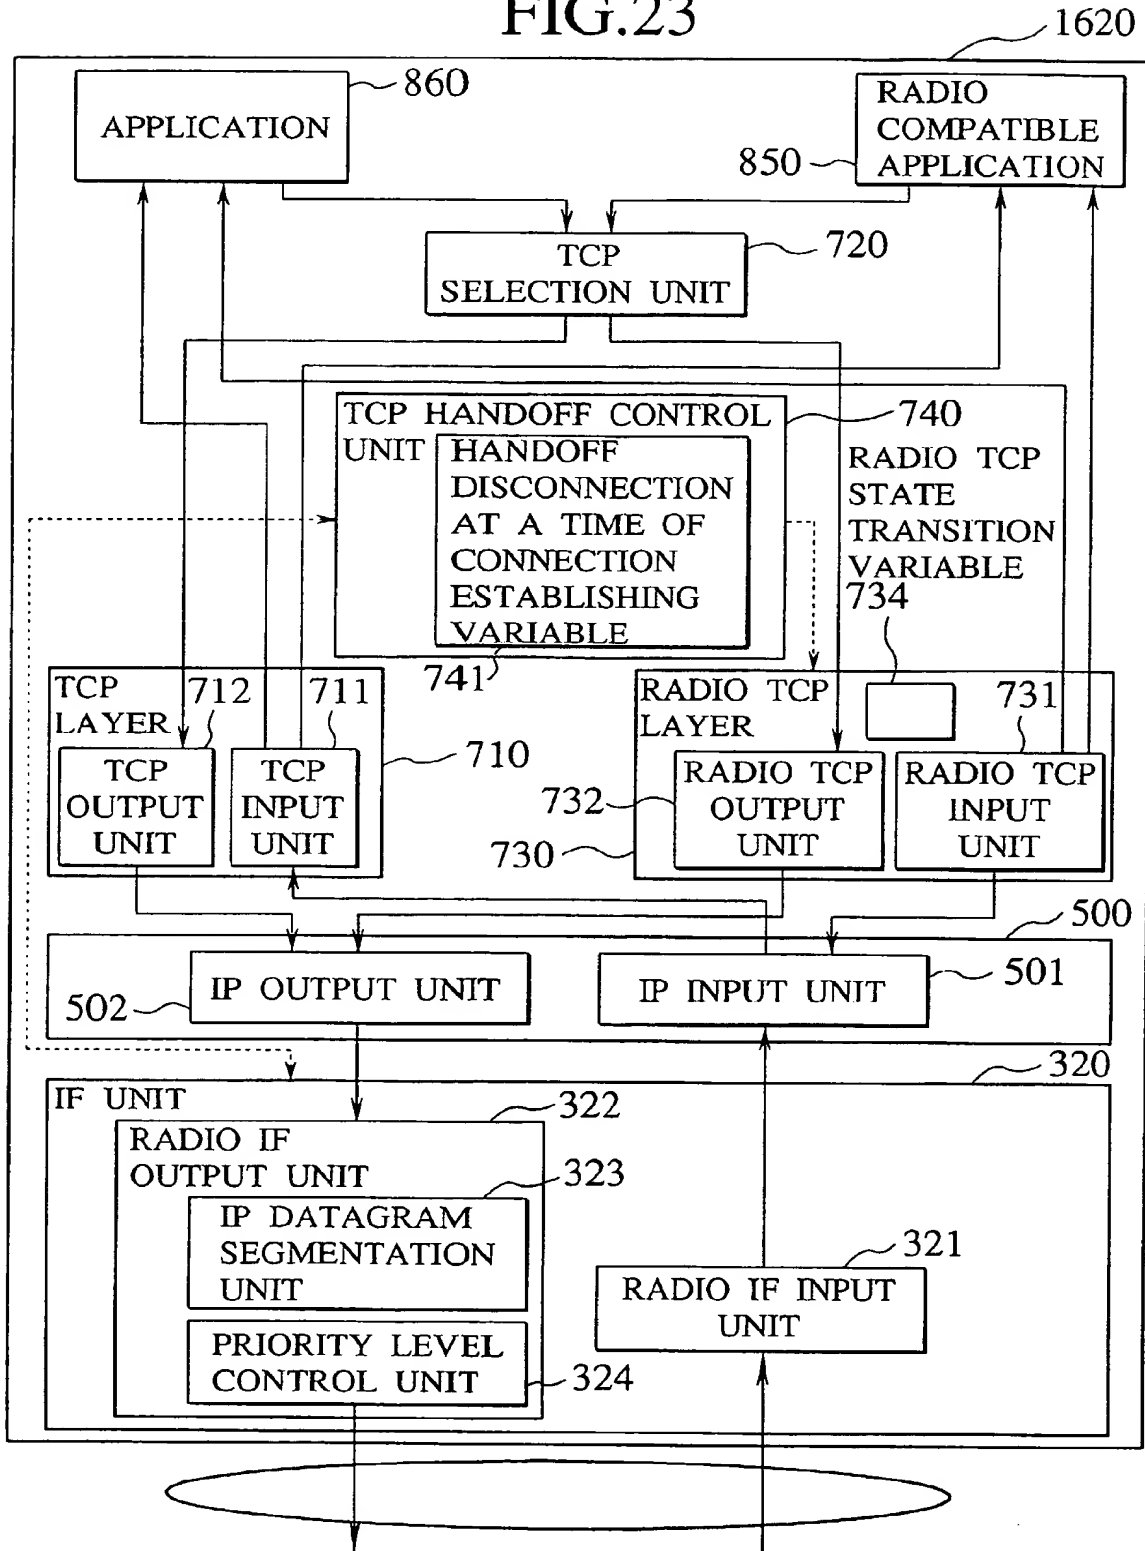 FIG.23
1620
860
APPLICATION
RADIO
COMPATIBLE
APPLICATION
850
720
TCP
SELECTION UNIT
TCP HANDOFF CONTROL
UNIT
740
HANDOFF
DISCONNECTION
AT A TIME OF
CONNECTION
ESTABLISHING
VARIABLE
741
RADIO TCP
STATE
TRANSITION
VARIABLE
734
TCP
LAYER
712
711
710
TCP
OUTPUT
UNIT
TCP
INPUT
UNIT
RADIO TCP
LAYER
731
732
730
RADIO TCP
OUTPUT
UNIT
RADIO TCP
INPUT
UNIT
500
502
IP OUTPUT UNIT
IP INPUT UNIT
501
320
IF UNIT
322
RADIO IF
OUTPUT UNIT
323
IP DATAGRAM
SEGMENTATION
UNIT
321
RADIO IF INPUT
UNIT
PRIORITY LEVEL
CONTROL UNIT
324